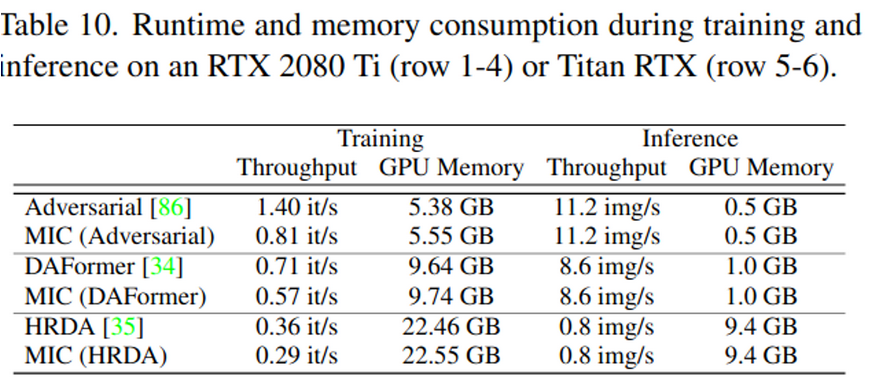 Table 10. Runtime and memory consumption during training and
inference on an RTX 2080 Ti (row 1-4) or Titan RTX (row 5-6).
Training Inference
Throughput GPU Memory Throughput GPU Memory
Adversarial [86] 1.40 it/s 5.38 GB 11.2 img/s 0.5 GB
MIC (Adversarial) 0.81 it/s 5.55 GB 11.2 img/s 0.5 GB
DAFormer [34] 0.71 it/s 9.64 GB 8.6 img/s 1.0 GB
MIC (DAFormer) 0.57 it/s 9.74 GB 8.6 img/s 1.0 GB
HRDA [35] 0.36 it/s 22.46 GB 0.8 img/s 9.4 GB
MIC (HRDA) 0.29 it/s 22.55 GB 0.8 img/s 9.4 GB